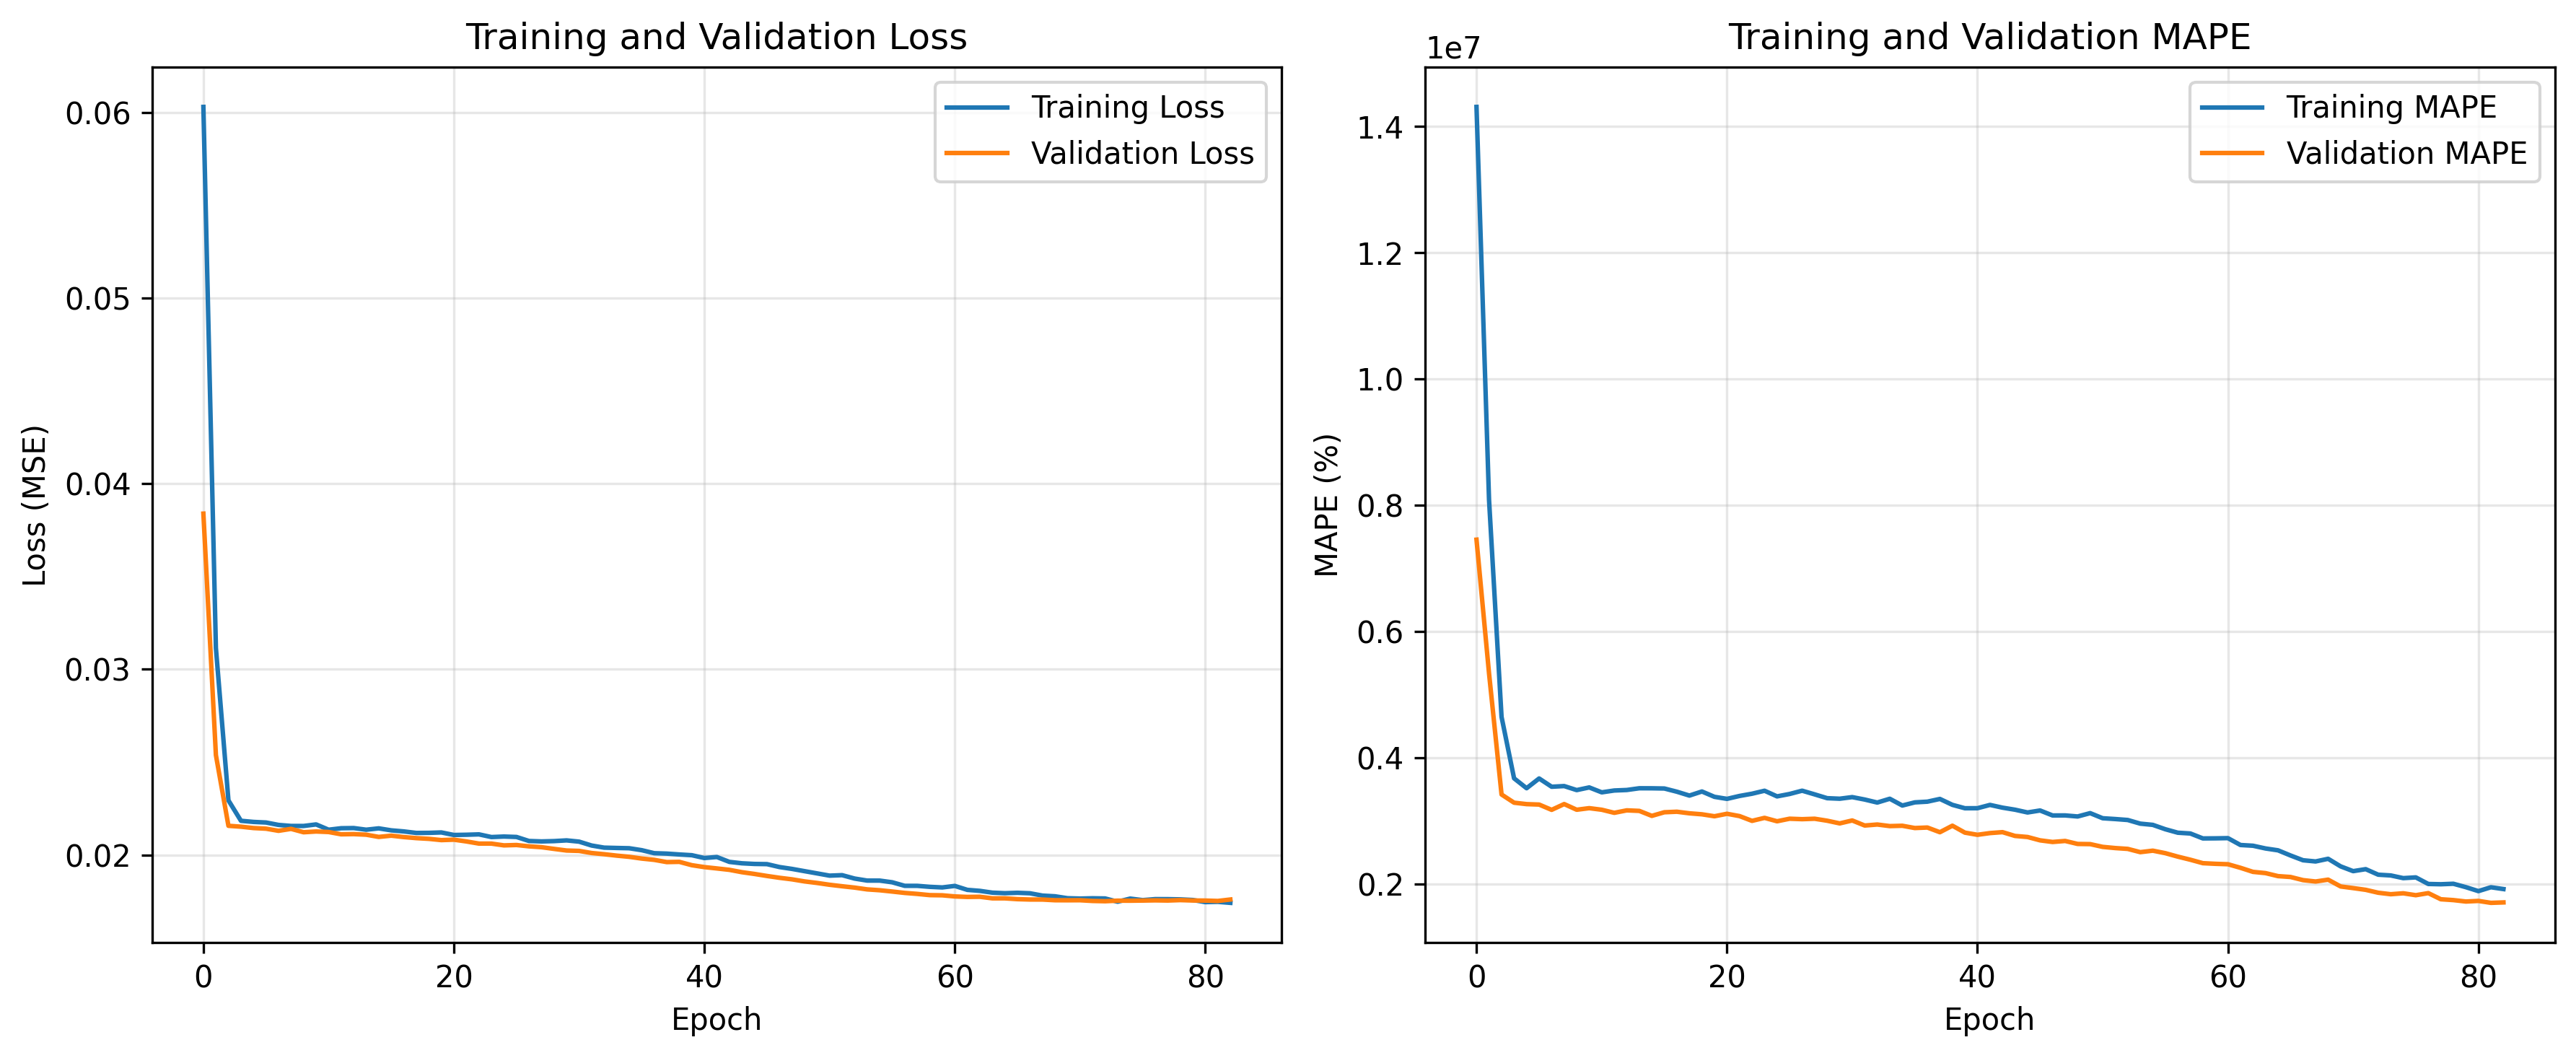 Training and Validation Loss
Training Loss
Validation Loss
0.06
0.05
0.04
0.03
0.02
Loss (MSE)
0
20
40
60
80
Epoch
Training and Validation MAPE
1e7
Training MAPE
Validation MAPE
1.4
1.2
1.0
0.8
0.6
0.4
0.2
MAPE (%)
0
20
40
60
80
Epoch